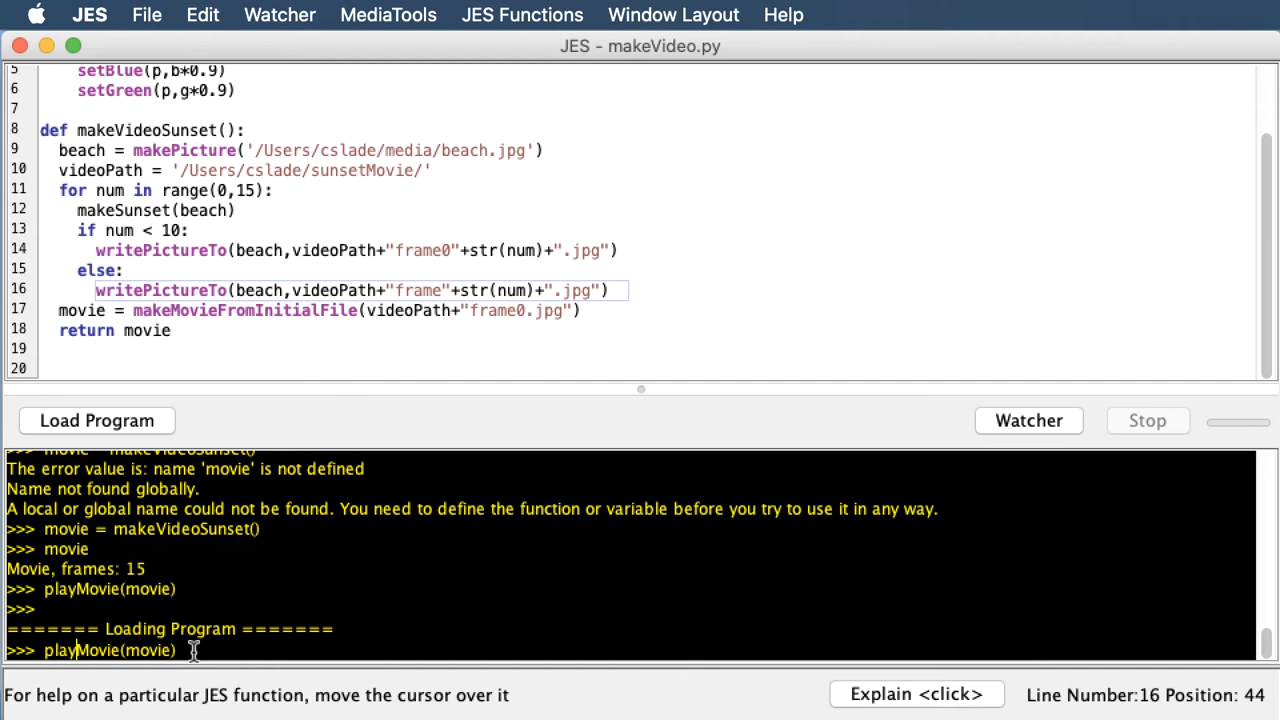 JES File Edit Watcher MediaTools JES Functions Window Layout Help
JES - makeVideo.py
5 setBlue(p,b*0.9)
6 setGreen(p,g*0.9)
7
8 def makeVideoSunset():
9 beach = makePicture('/Users/cslade/media/beach.jpg')
10 videoPath = '/Users/cslade/sunsetMovie/'
11 for num in range(0,15):
12 makeSunset(beach)
13 if num < 10:
14 writePictureTo(beach,videoPath+"frame0"+str(num)+".jpg")
15 else:
16 writePictureTo(beach,videoPath+"frame"+str(num)+".jpg")
17 movie = makeMovieFromInitialFile(videoPath+"frame0.jpg")
18 return movie
19
20
Load Program Watcher Stop
>>> movie = makeVideoSunset()
The error value is: name 'movie' is not defined
Name not found globally.
A local or global name could not be found. You need to define the function or variable before you try to use it in any way.
>>> movie = makeVideoSunset()
>>> movie
Movie, frames: 15
>>> playMovie(movie)
>>>
======= Loading Program =======
>>> playMovie(movie)
For help on a particular JES function, move the cursor over it Explain <click> Line Number:16 Position: 44